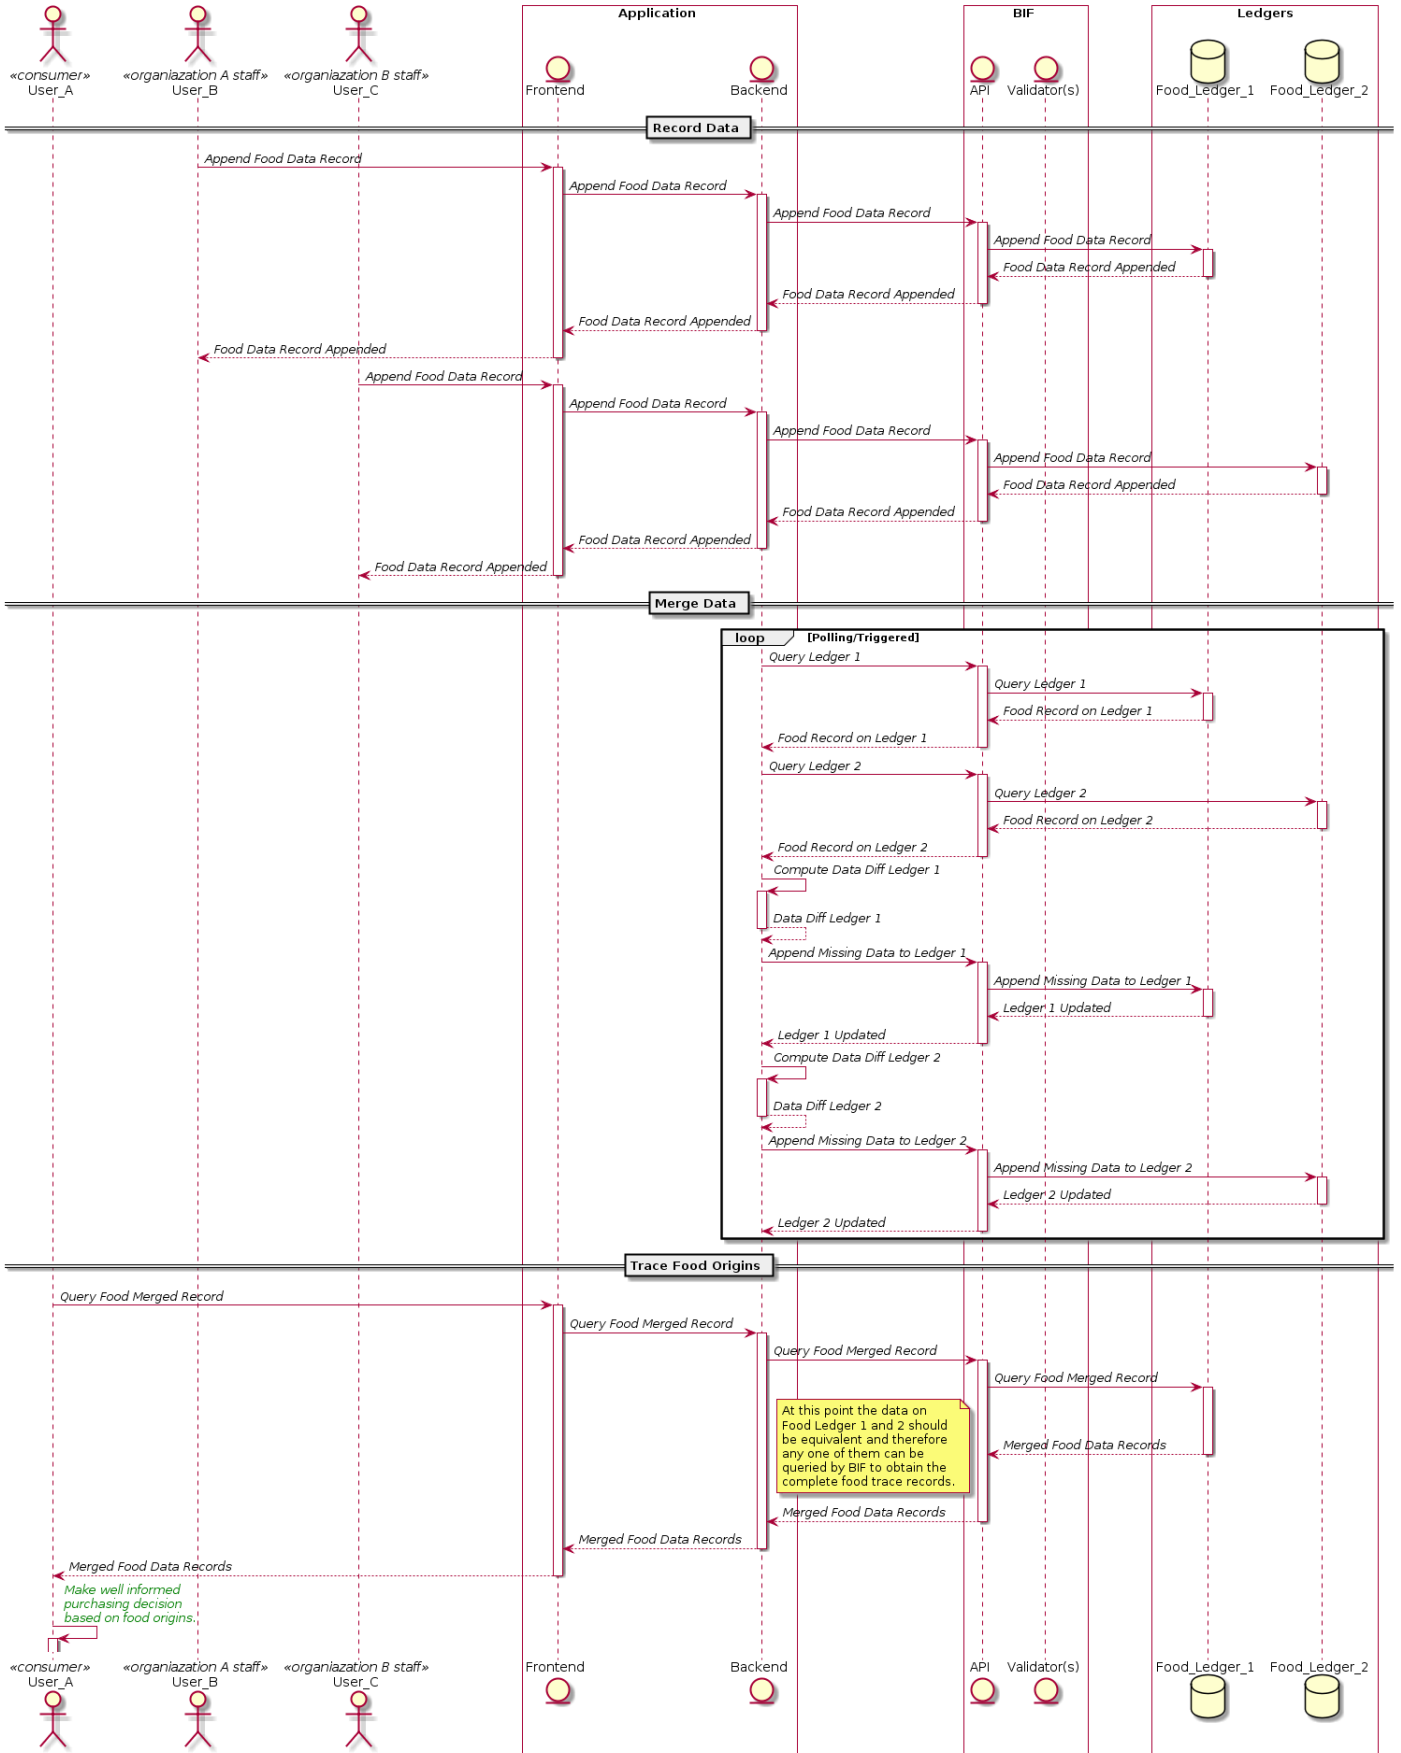 Application
BIF
Ledgers
«consumer»
User_A
«organiazation A staff»
User_B
«organiazation B staff»
User_C
Frontend
Backend
API
Validator(s)
Food_Ledger_1
Food_Ledger_2
Record Data
Append Food Data Record
Append Food Data Record
Append Food Data Record
Append Food Data Record
Food Data Record Appended
Food Data Record Appended
Food Data Record Appended
Food Data Record Appended
Append Food Data Record
Append Food Data Record
Append Food Data Record
Append Food Data Record
Food Data Record Appended
Food Data Record Appended
Food Data Record Appended
Food Data Record Appended
Merge Data
loop
[Polling/Triggered]
Query Ledger 1
Query Ledger 1
Food Record on Ledger 1
Food Record on Ledger 1
Query Ledger 2
Query Ledger 2
Food Record on Ledger 2
Food Record on Ledger 2
Compute Data Diff Ledger 1
Data Diff Ledger 1
Append Missing Data to Ledger 1
Append Missing Data to Ledger 1
Ledger 1 Updated
Ledger 1 Updated
Compute Data Diff Ledger 2
Data Diff Ledger 2
Append Missing Data to Ledger 2
Append Missing Data to Ledger 2
Ledger 2 Updated
Ledger 2 Updated
Trace Food Origins
Query Food Merged Record
Query Food Merged Record
Query Food Merged Record
Query Food Merged Record
At this point the data on
Food Ledger 1 and 2 should
be equivalent and therefore
any one of them can be
queried by BIF to obtain the
complete food trace records.
Merged Food Data Records
Merged Food Data Records
Merged Food Data Records
Merged Food Data Records
Make well informed
purchasing decision
based on food origins.
«consumer»
User_A
«organiazation A staff»
User_B
«organiazation B staff»
User_C
Frontend
Backend
API
Validator(s)
Food_Ledger_1
Food_Ledger_2